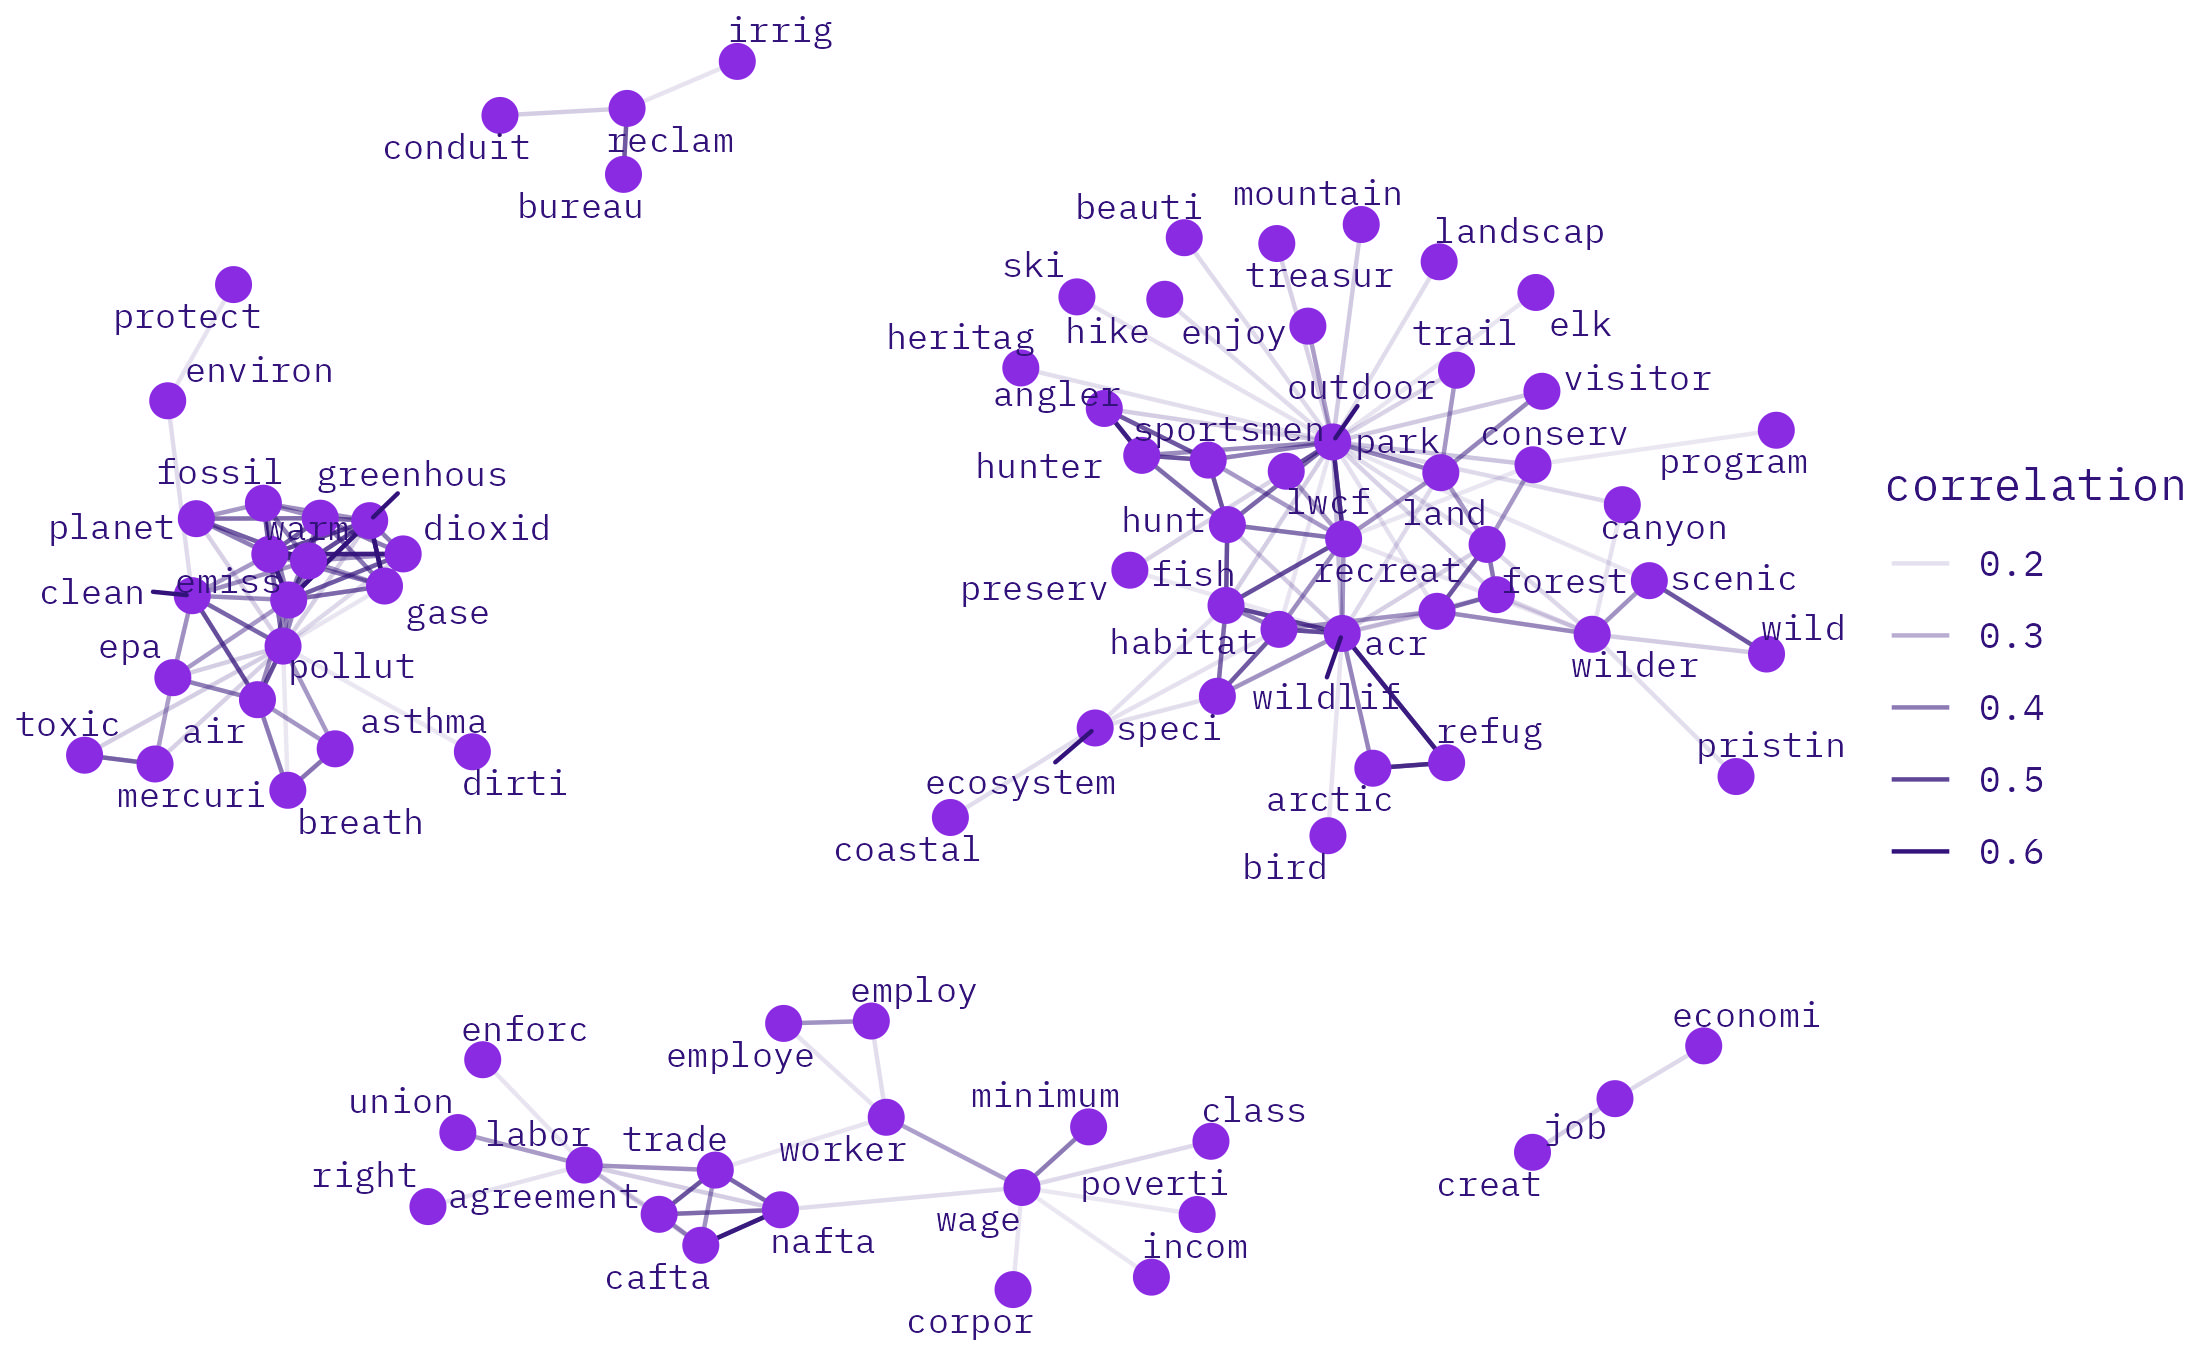 irrig
conduit
reclam
bureau
beauti
mountain
landscap
ski
treasur
protect
hike
enjoy
trail
elk
heritag
environ
angler
outdoor
visitor
sportsmen
park
conserv
fossil
greenhous
hunter
program
correlation
planet
warm
dioxid
hunt
lwcf
land
canyon
0.2
clean
emiss
preserv
fish
recreat
forest
scenic
gase
0.3
epa
pollut
habitat
acr
wilder
wild
toxic
air
asthma
speci
wildlif
refug
pristin
0.4
mercuri
dirti
ecosystem
arctic
0.5
breath
coastal
bird
0.6
employ
enforc
employe
economi
union
minimum
class
labor
trade
worker
job
right
agreement
poverti
creat
wage
nafta
incom
cafta
corpor